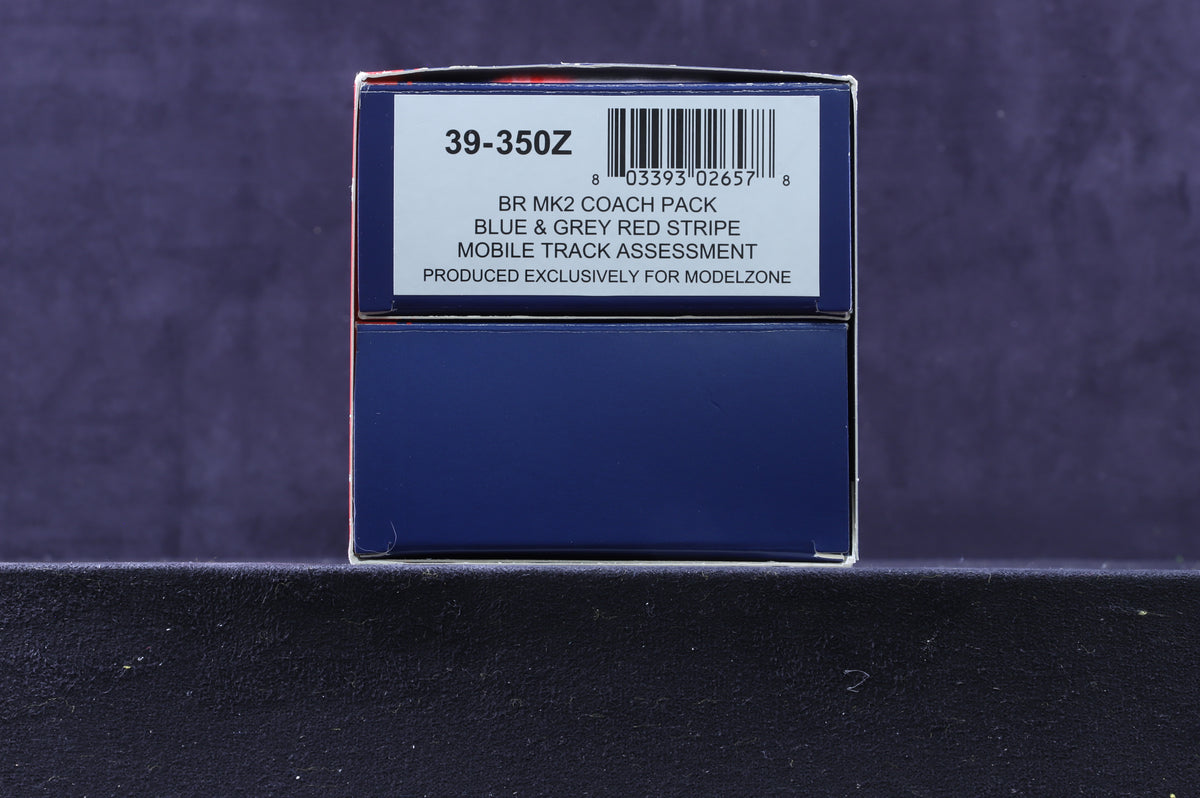 39-350Z
8 03393 02657 8
BR MK2 COACH PACK
BLUE & GREY RED STRIPE
MOBILE TRACK ASSESSMENT
PRODUCED EXCLUSIVELY FOR MODELZONE